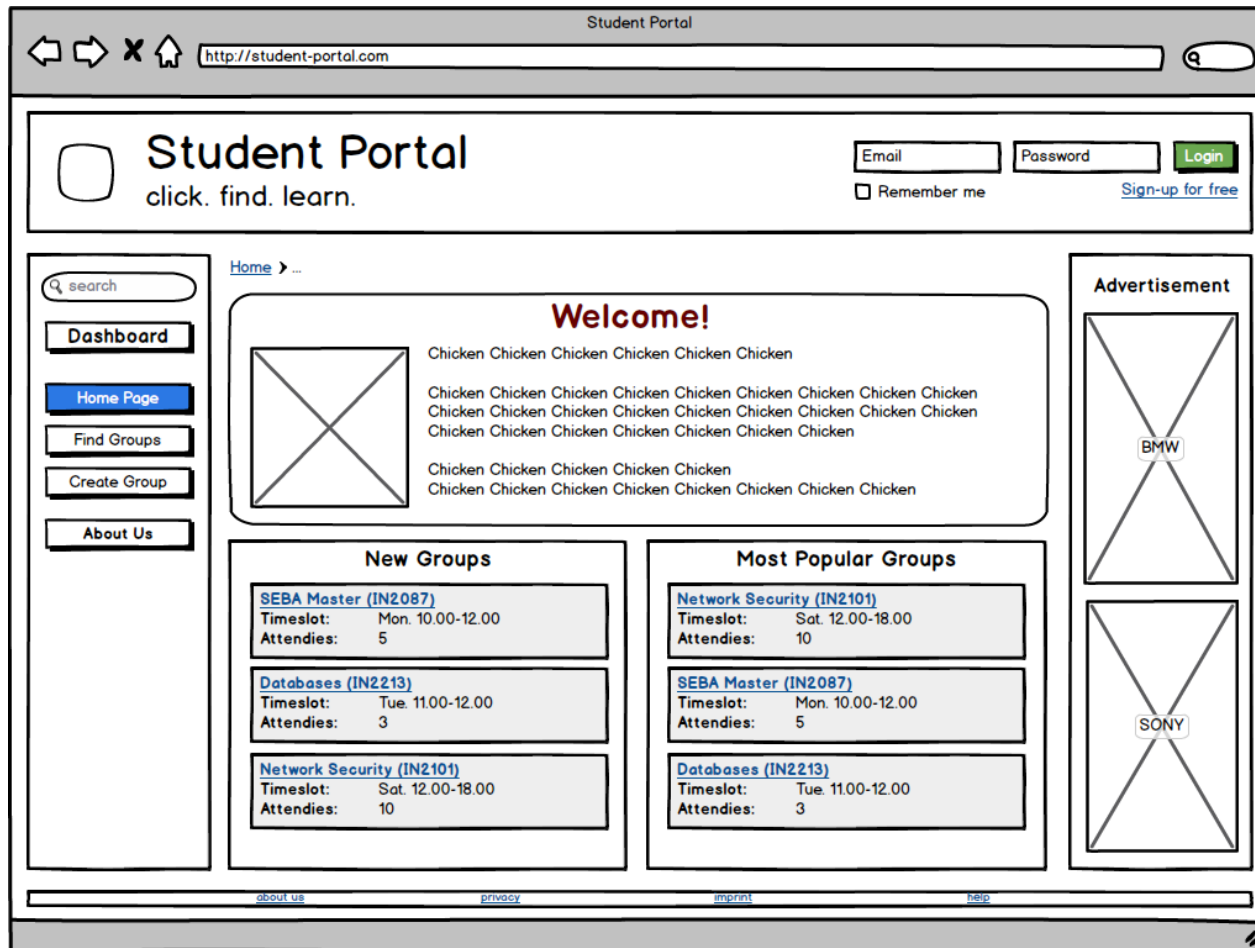 Student Portal
http://student-portal.com
Student Portal
click. find. learn.
Email
Password
Login
Remember me
Sign-up for free
search
Dashboard
Home Page
Find Groups
Create Group
About Us
Home ❯ ...
Welcome!
Chicken Chicken Chicken Chicken Chicken Chicken
Chicken Chicken Chicken Chicken Chicken Chicken Chicken Chicken Chicken
Chicken Chicken Chicken Chicken Chicken Chicken Chicken Chicken Chicken
Chicken Chicken Chicken Chicken Chicken Chicken Chicken
Chicken Chicken Chicken Chicken Chicken
Chicken Chicken Chicken Chicken Chicken Chicken Chicken Chicken
New Groups
SEBA Master (IN2087)
Timeslot: Mon. 10.00-12.00
Attendies: 5
Databases (IN2213)
Timeslot: Tue. 11.00-12.00
Attendies: 3
Network Security (IN2101)
Timeslot: Sat. 12.00-18.00
Attendies: 10
Most Popular Groups
Network Security (IN2101)
Timeslot: Sat. 12.00-18.00
Attendies: 10
SEBA Master (IN2087)
Timeslot: Mon. 10.00-12.00
Attendies: 5
Databases (IN2213)
Timeslot: Tue. 11.00-12.00
Attendies: 3
Advertisement
BMW
SONY
about us
privacy
imprint
help